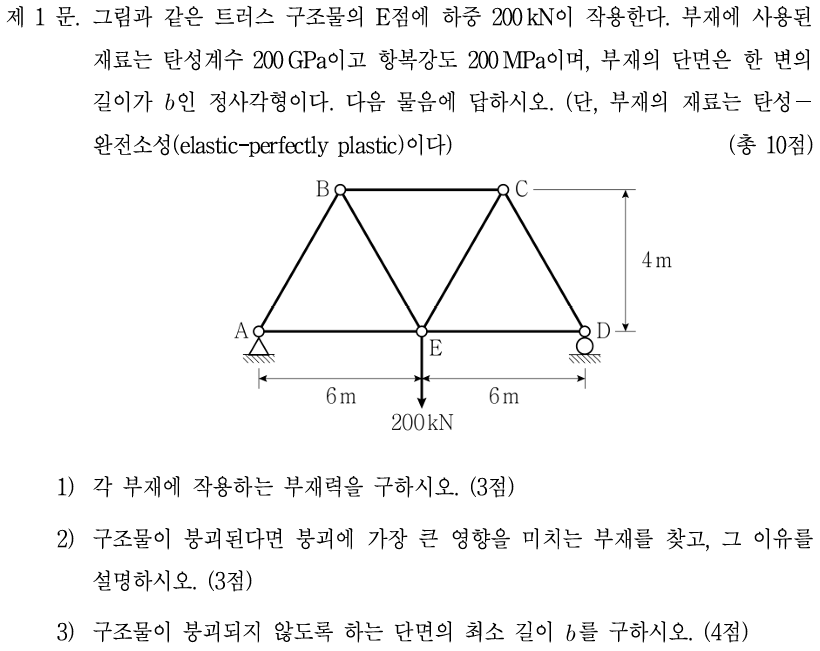 제 1 문. 그림과 같은 트러스 구조물의 E점에 하중 200 kN이 작용한다. 부재에 사용된
재료는 탄성계수 200 GPa이고 항복강도 200 MPa이며, 부재의 단면은 한 변의
길이가 b인 정사각형이다. 다음 물음에 답하시오. (단, 부재의 재료는 탄성-
완전소성(elastic-perfectly plastic)이다) (총 10점)
B C
4 m
A D
E
6 m 6 m
200 kN
1) 각 부재에 작용하는 부재력을 구하시오. (3점)
2) 구조물이 붕괴된다면 붕괴에 가장 큰 영향을 미치는 부재를 찾고, 그 이유를
설명하시오. (3점)
3) 구조물이 붕괴되지 않도록 하는 단면의 최소 길이 b를 구하시오. (4점)